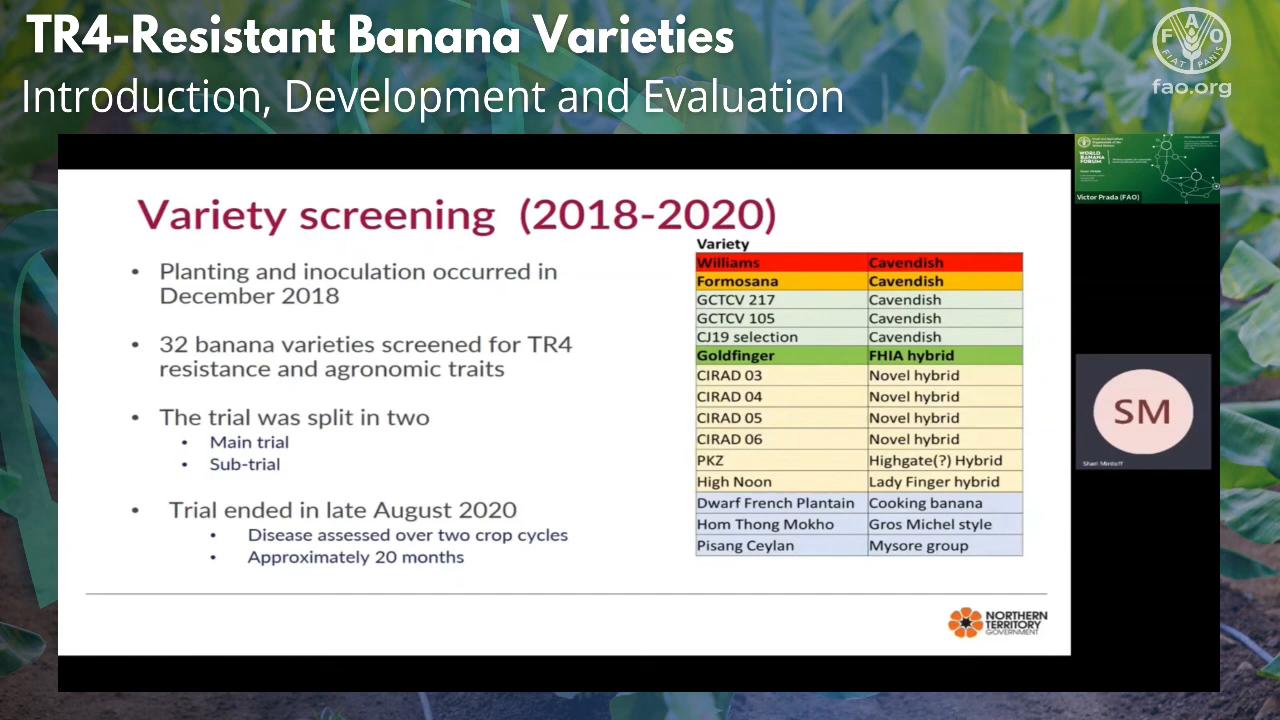 TR4-Resistant Banana Varieties
Introduction, Development and Evaluation
FAO
FIAT PANIS
fao.org
Variety screening (2018-2020)
• Planting and inoculation occurred in
December 2018
• 32 banana varieties screened for TR4
resistance and agronomic traits
• The trial was split in two
• Main trial
• Sub-trial
• Trial ended in late August 2020
• Disease assessed over two crop cycles
• Approximately 20 months
Variety
Williams Cavendish
Formosana Cavendish
GCTCV 217 Cavendish
GCTCV 105 Cavendish
CJ19 selection Cavendish
Goldfinger FHIA hybrid
CIRAD 03 Novel hybrid
CIRAD 04 Novel hybrid
CIRAD 05 Novel hybrid
CIRAD 06 Novel hybrid
PKZ Highgate(?) Hybrid
High Noon Lady Finger hybrid
Dwarf French Plantain Cooking banana
Hom Thong Mokho Gros Michel style
Pisang Ceylan Mysore group
NORTHERN
TERRITORY
GOVERNMENT
WORLD
BANANA
FORUM
Victor Prada (FAO)
SM
Shari Mintoff